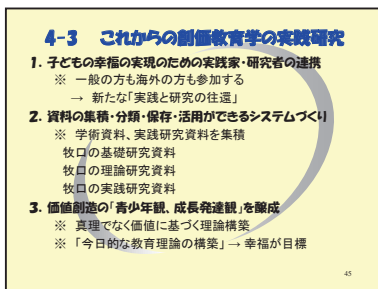 4-3 これからの創価教育学の実践研究
1. 子どもの幸福の実現のための実践家・研究者の連携
※ 一般の方も海外の方も参加する
→ 新たな「実践と研究の往還」
2. 資料の集積・分類・保存・活用ができるシステムづくり
※ 学術資料、実践研究資料を集積
牧口の基礎研究資料
牧口の理論研究資料
牧口の実践研究資料
3. 価値創造の「青少年観、成長発達観」を醸成
※ 真理でなく価値に基づく理論構築
※ 「今日的な教育理論の構築」→ 幸福が目標
45